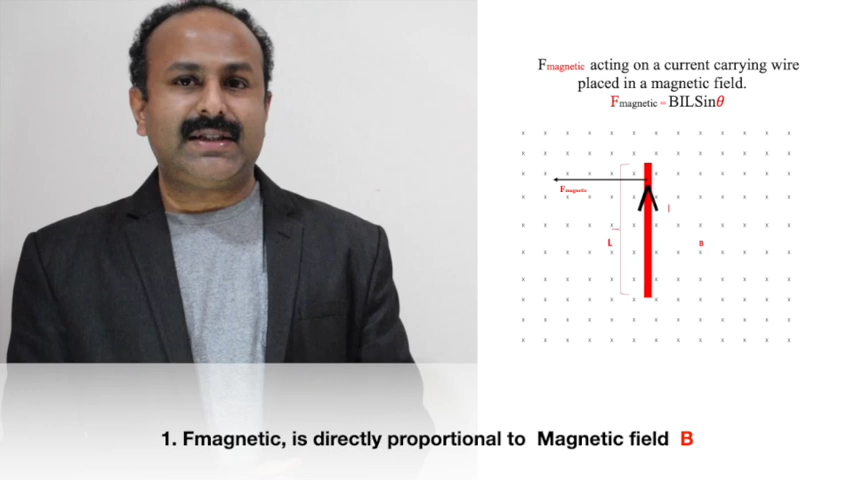 Fmagnetic acting on a current carrying wire
placed in a magnetic field.
Fmagnetic = BILSinθ
x x x x x x x x x x x x x
x x x x x x x x x x x x
x x x x x x x x x x x x
Fmagnetic
x x x x x x x x x x x x
I
x x x x x x x x x x x x
L
B
x x x x x x x x x x x x
x x x x x x x x x x x x
x x x x x x x x x x x x
x x x x x x x x x x x x x
x x x x x x x x x x x x x
1. Fmagnetic, is directly proportional to Magnetic field B